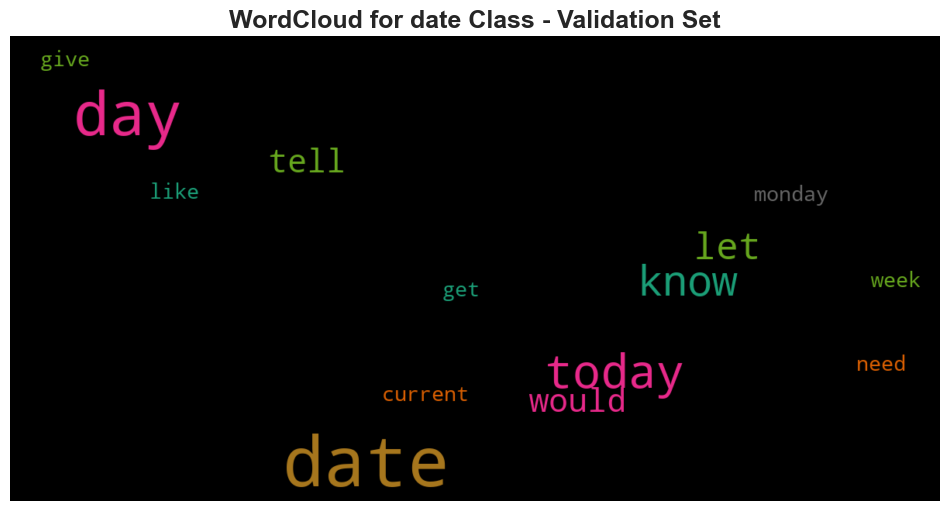 WordCloud for date Class - Validation Set
give
day
tell
like
monday
let
know
week
get
today
need
current
would
date